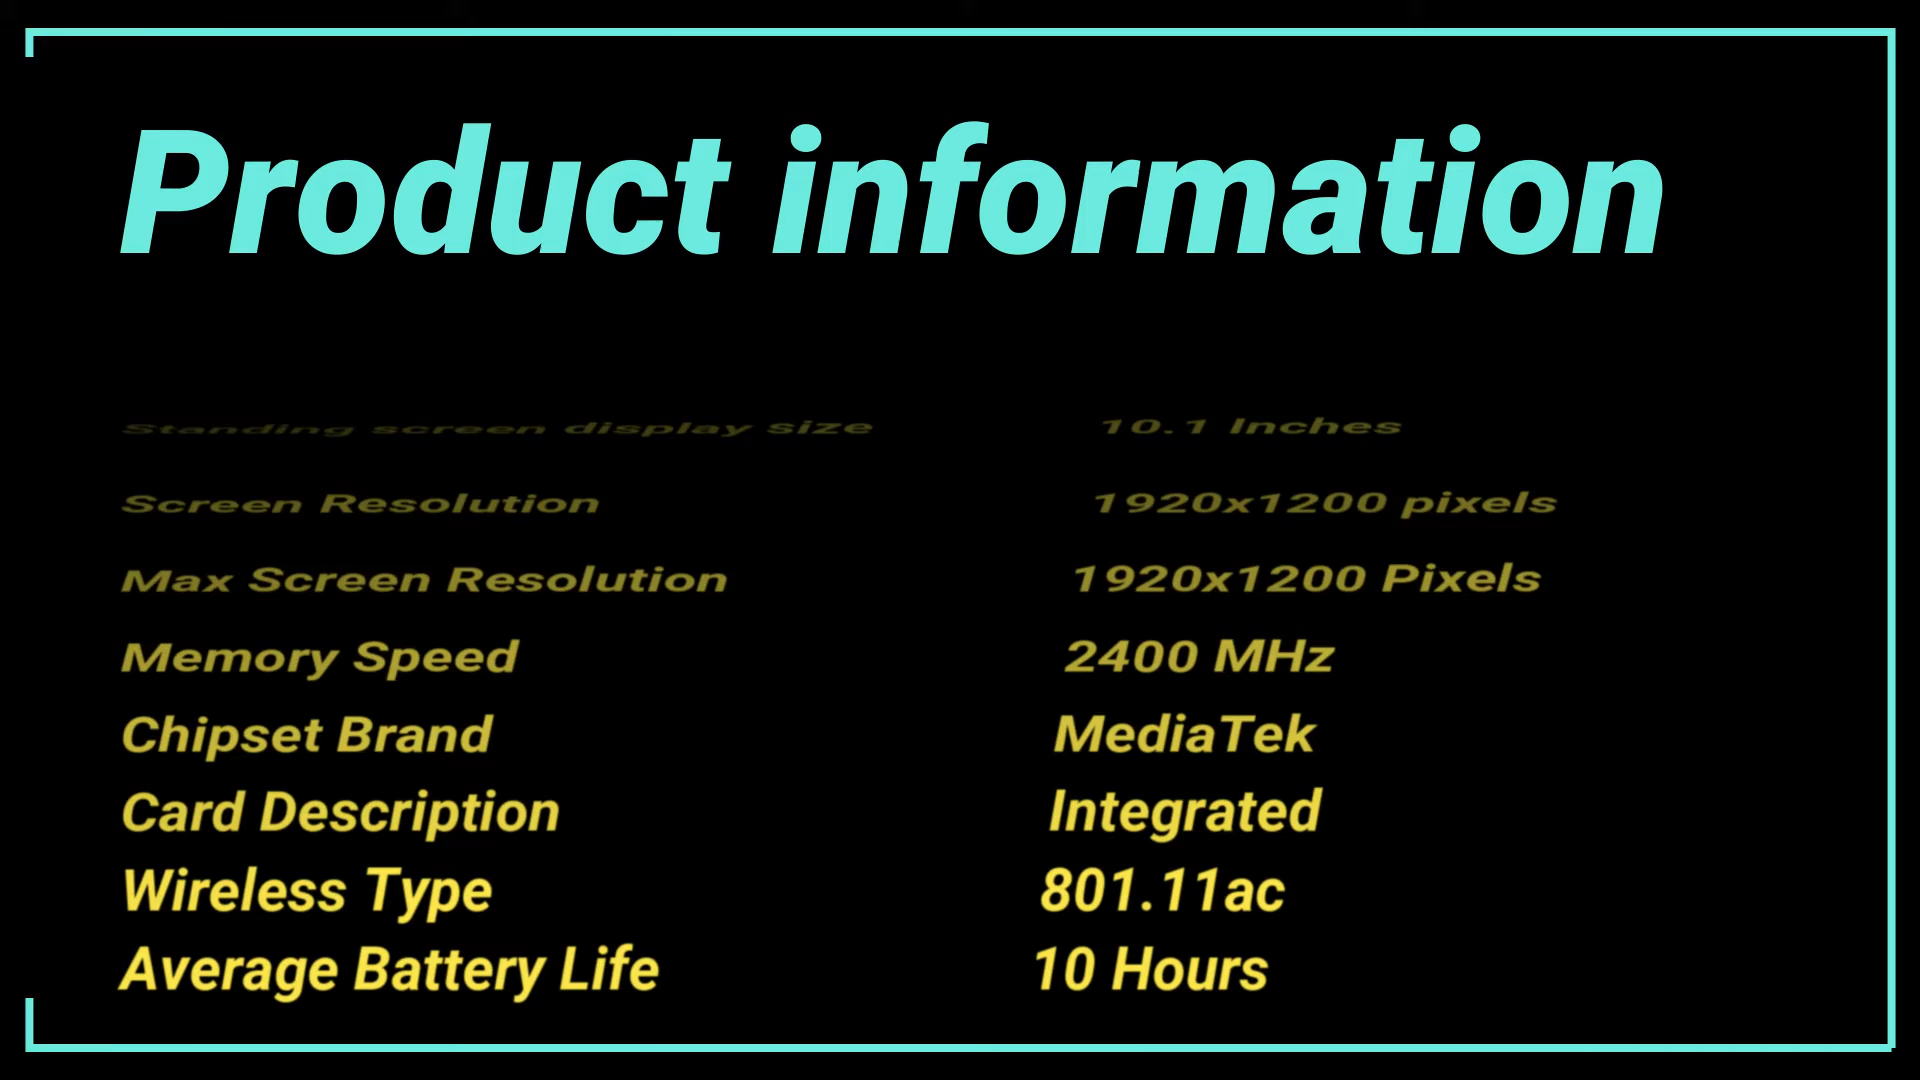 Product information
Standing screen display size 10.1 Inches
Screen Resolution 1920x1200 pixels
Max Screen Resolution 1920x1200 Pixels
Memory Speed 2400 MHz
Chipset Brand MediaTek
Card Description Integrated
Wireless Type 801.11ac
Average Battery Life 10 Hours